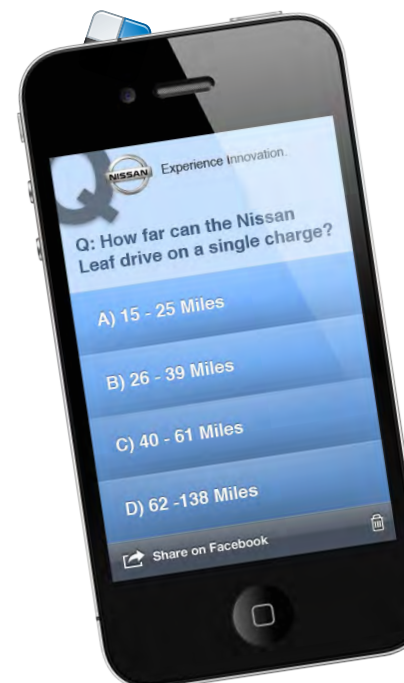 Q
NISSAN
Experience Innovation.
Q: How far can the Nissan
Leaf drive on a single charge?
A) 15 - 25 Miles
B) 26 - 39 Miles
C) 40 - 61 Miles
D) 62 -138 Miles
Share on Facebook